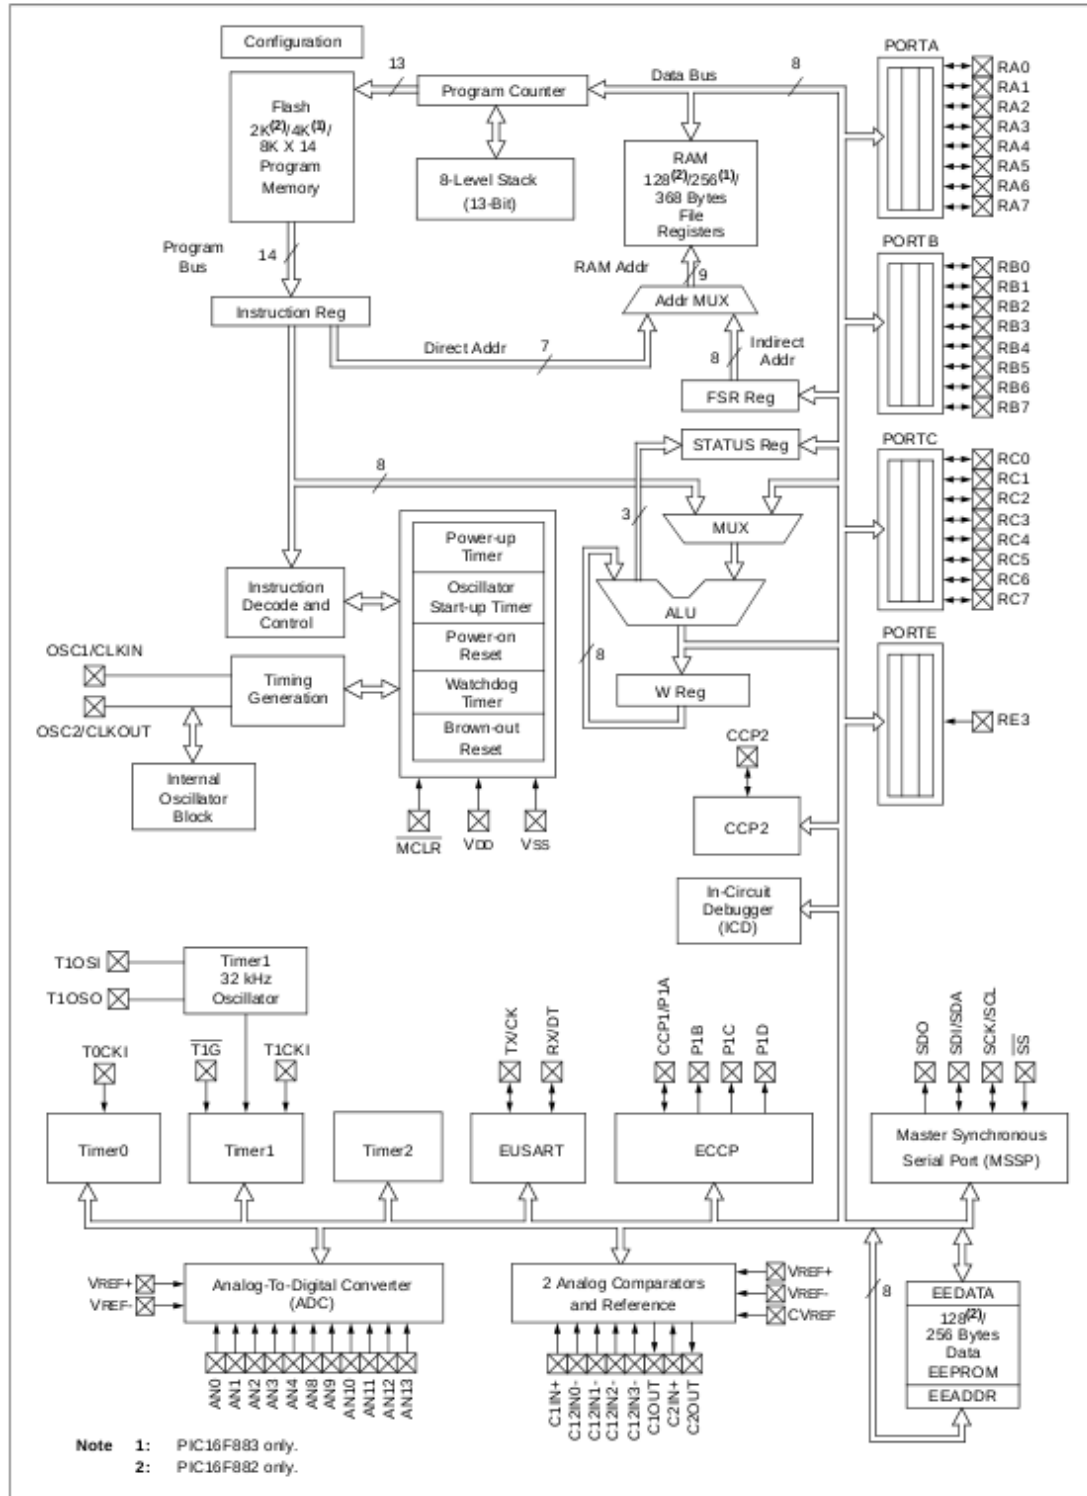 Configuration
Flash
2K(2)/4K(1)/
8K X 14
Program
Memory
13
Program Counter
8-Level Stack
(13-Bit)
Data Bus
8
RAM
128(2)/256(1)/
368 Bytes
File
Registers
PORTA
RA0
RA1
RA2
RA3
RA4
RA5
RA6
RA7
Program
Bus
14
RAM Addr
9
Addr MUX
Instruction Reg
Direct Addr
7
8
Indirect
Addr
FSR Reg
STATUS Reg
PORTB
RB0
RB1
RB2
RB3
RB4
RB5
RB6
RB7
8
3
MUX
ALU
8
W Reg
PORTC
RC0
RC1
RC2
RC3
RC4
RC5
RC6
RC7
Power-up
Timer
Oscillator
Start-up Timer
Power-on
Reset
Watchdog
Timer
Brown-out
Reset
Instruction
Decode and
Control
OSC1/CLKIN
Timing
Generation
OSC2/CLKOUT
Internal
Oscillator
Block
MCLR
VDD
VSS
PORTE
RE3
CCP2
CCP2
In-Circuit
Debugger
(ICD)
T1OSI
T1OSO
Timer1
32 kHz
Oscillator
T0CKI
T1G
T1CKI
TX/CK
RX/DT
CCP1/P1A
P1B
P1C
P1D
SDO
SDI/SDA
SCK/SCL
SS
Timer0
Timer1
Timer2
EUSART
ECCP
Master Synchronous
Serial Port (MSSP)
VREF+
VREF-
Analog-To-Digital Converter
(ADC)
AN0
AN1
AN2
AN3
AN4
AN8
AN9
AN10
AN11
AN12
AN13
2 Analog Comparators
and Reference
VREF+
VREF-
CVREF
C1IN+
C12IN0-
C12IN1-
C12IN2-
C12IN3-
C1OUT
C2IN+
C2OUT
8
EEDATA
128(2)/
256 Bytes
Data
EEPROM
EEADDR
Note 1: PIC16F883 only.
2: PIC16F882 only.